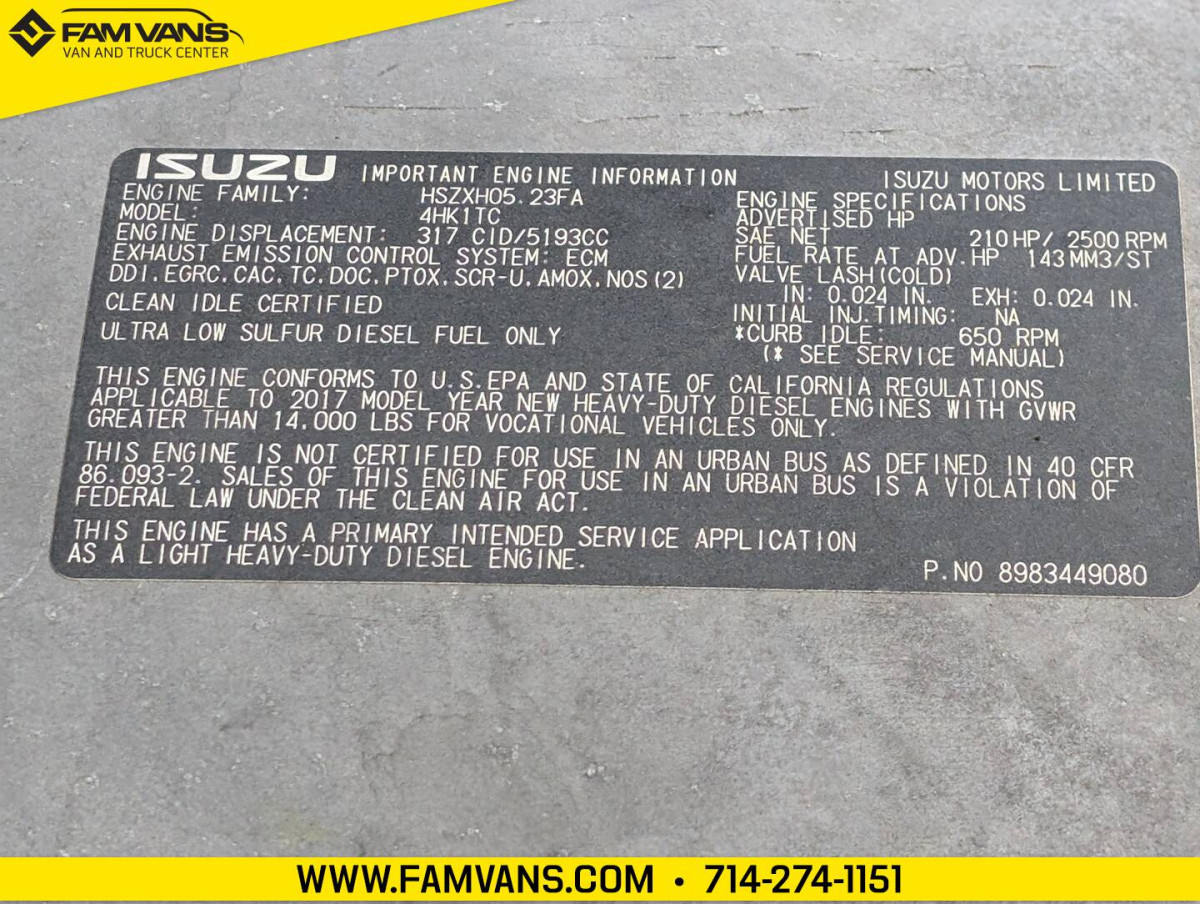 FAM VANS
VAN AND TRUCK CENTER
ISUZU IMPORTANT ENGINE INFORMATION ISUZU MOTORS LIMITED
ENGINE FAMILY: HSZXH05.23FA
MODEL: 4HK1TC
ENGINE DISPLACEMENT: 317 CID/5193CC
EXHAUST EMISSION CONTROL SYSTEM: ECM
DDI.EGRC.CAC.TC.DOC.PTOX.SCR-U.AMOX.NOS(2)
CLEAN IDLE CERTIFIED
ULTRA LOW SULFUR DIESEL FUEL ONLY
ENGINE SPECIFICATIONS
ADVERTISED HP
SAE NET 210HP/ 2500RPM
FUEL RATE AT ADV.HP 143MM3/ST
VALVE LASH(COLD)
IN: 0.024 IN. EXH: 0.024 IN.
INITIAL INJ.TIMING: NA
*CURB IDLE: 650 RPM
(* SEE SERVICE MANUAL)
THIS ENGINE CONFORMS TO U.S.EPA AND STATE OF CALIFORNIA REGULATIONS
APPLICABLE TO 2017 MODEL YEAR NEW HEAVY-DUTY DIESEL ENGINES WITH GVWR
GREATER THAN 14.000 LBS FOR VOCATIONAL VEHICLES ONLY.
THIS ENGINE IS NOT CERTIFIED FOR USE IN AN URBAN BUS AS DEFINED IN 40 CFR
86.093-2. SALES OF THIS ENGINE FOR USE IN AN URBAN BUS IS A VIOLATION OF
FEDERAL LAW UNDER THE CLEAN AIR ACT.
THIS ENGINE HAS A PRIMARY INTENDED SERVICE APPLICATION
AS A LIGHT HEAVY-DUTY DIESEL ENGINE.
P.NO 8983449080
WWW.FAMVANS.COM • 714-274-1151